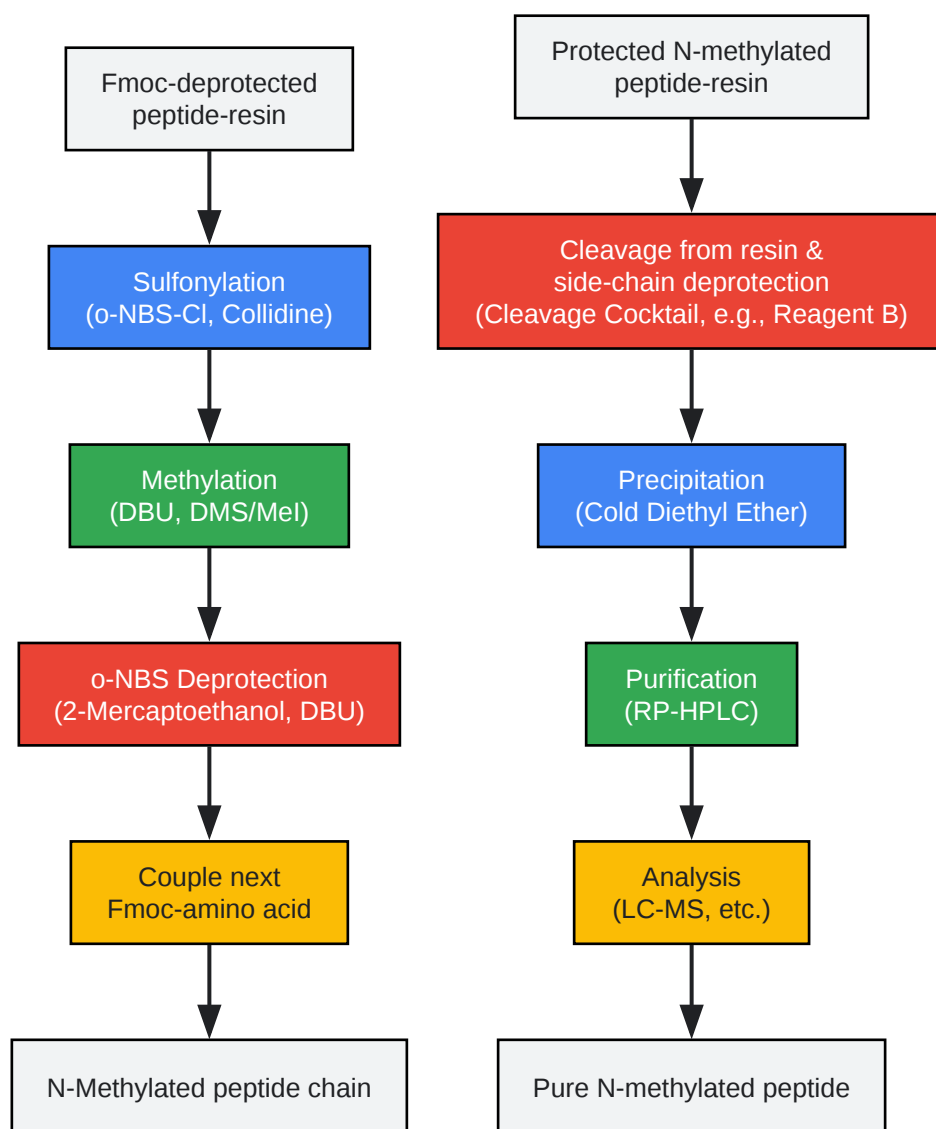 Fmoc-deprotected
peptide-resin
Sulfonylation
(o-NBS-Cl, Collidine)
Methylation
(DBU, DMS/MeI)
o-NBS Deprotection
(2-Mercaptoethanol, DBU)
Couple next
Fmoc-amino acid
N-Methylated peptide chain
Protected N-methylated
peptide-resin
Cleavage from resin &
side-chain deprotection
(Cleavage Cocktail, e.g., Reagent B)
Precipitation
(Cold Diethyl Ether)
Purification
(RP-HPLC)
Analysis
(LC-MS, etc.)
Pure N-methylated peptide